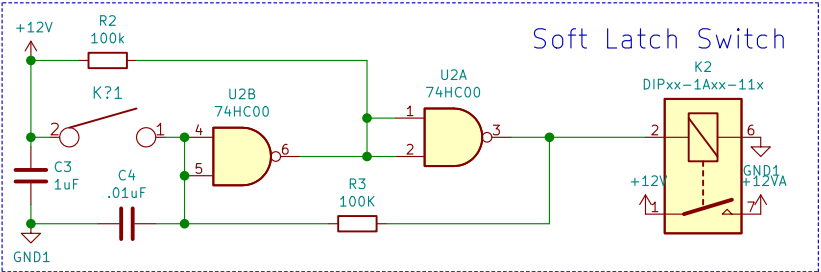 Soft Latch Switch
+12V
R2
100k
K?1
2
1
U2B
74HC00
4
5
6
U2A
74HC00
1
2
3
K2
DIPxx-1Axx-11x
2
6
GND1
+12V
+12VA
1
7
C3
1uF
C4
.01uF
R3
100K
GND1